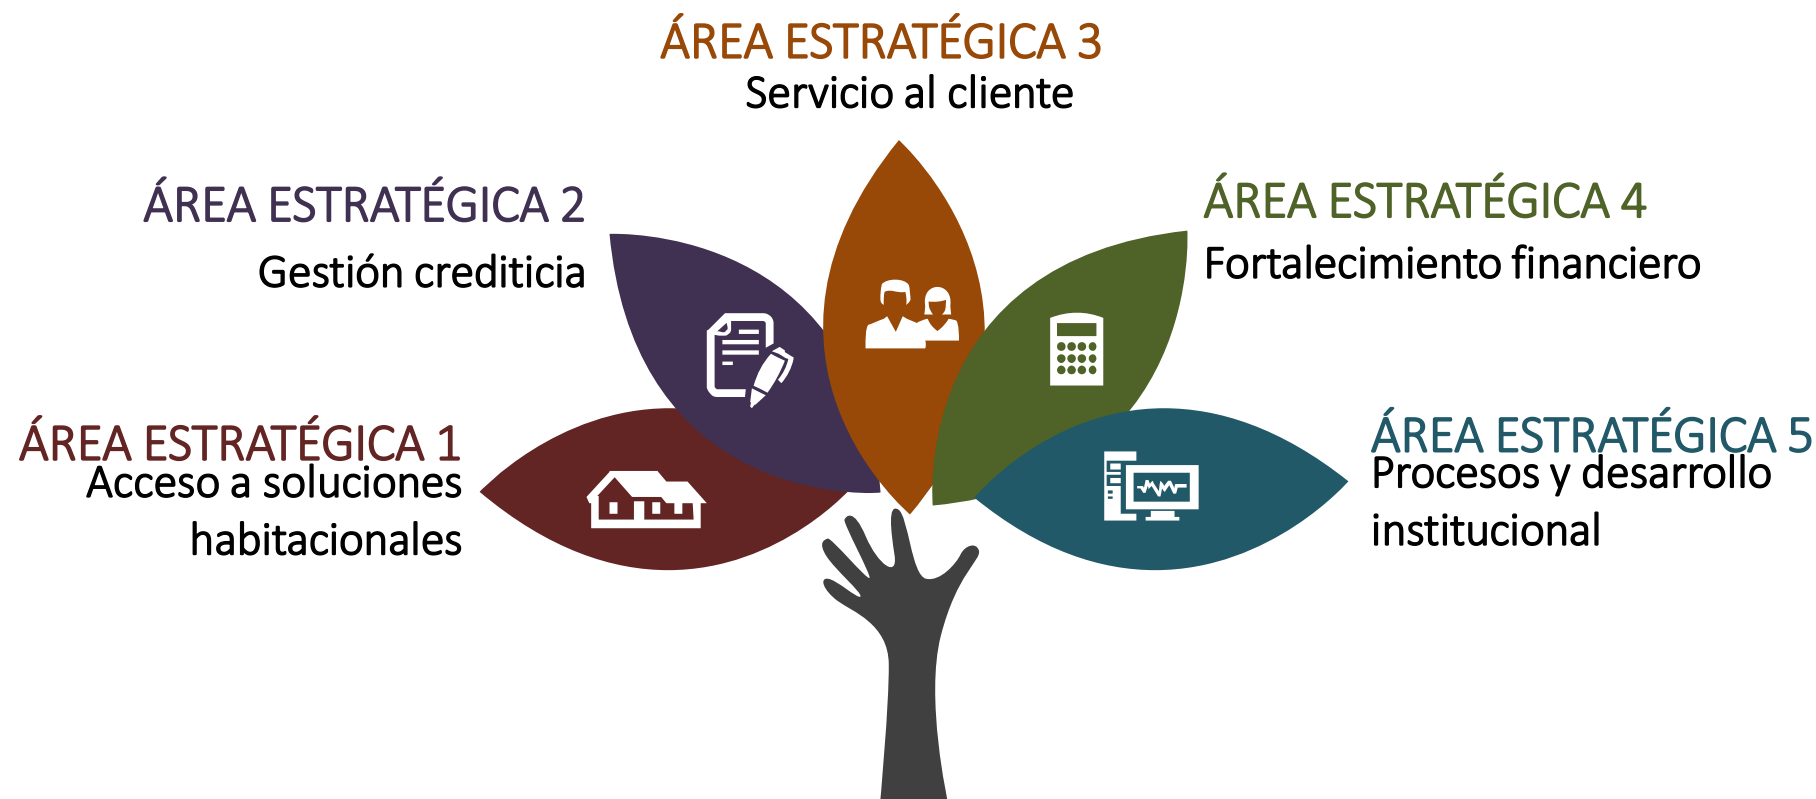 ÁREA ESTRATÉGICA 1
Acceso a soluciones
habitacionales
ÁREA ESTRATÉGICA 2
Gestión crediticia
ÁREA ESTRATÉGICA 3
Servicio al cliente
ÁREA ESTRATÉGICA 4
Fortalecimiento financiero
ÁREA ESTRATÉGICA 5
Procesos y desarrollo
institucional